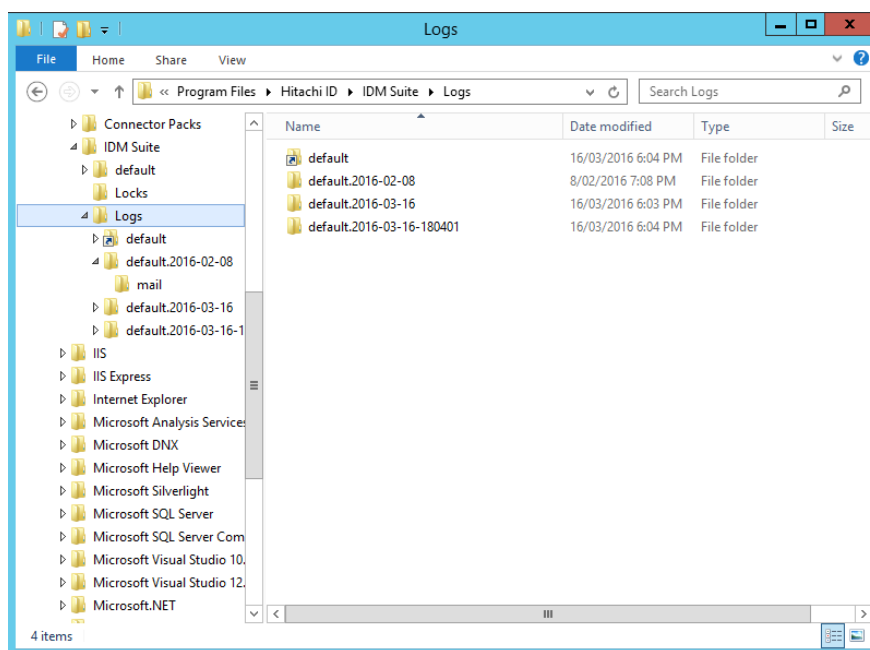 Logs
File Home Share View
« Program Files Hitachi ID IDM Suite Logs Search Logs
Connector Packs
IDM Suite
default
Locks
Logs
default
default.2016-02-08
mail
default.2016-03-16
default.2016-03-16-1
IIS
IIS Express
Internet Explorer
Microsoft Analysis Services
Microsoft DNX
Microsoft Help Viewer
Microsoft Silverlight
Microsoft SQL Server
Microsoft SQL Server Com
Microsoft Visual Studio 10.
Microsoft Visual Studio 12.
Microsoft.NET
Name Date modified Type Size
default 16/03/2016 6:04 PM File folder
default.2016-02-08 8/02/2016 7:08 PM File folder
default.2016-03-16 16/03/2016 6:03 PM File folder
default.2016-03-16-180401 16/03/2016 6:04 PM File folder
4 items